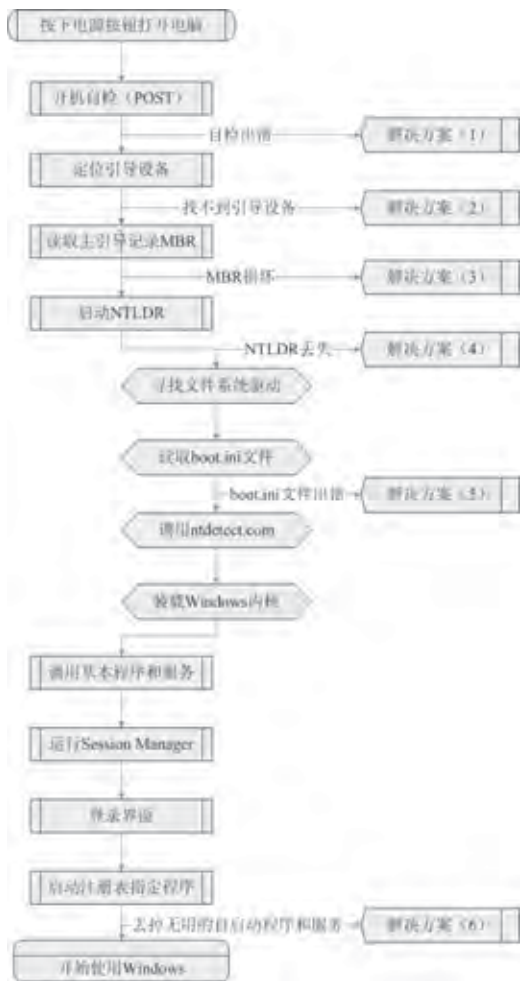 按下电源按钮打开电脑
开机自检（POST）
自检出错
解决方案（1）
定位引导设备
找不到引导设备
解决方案（2）
读取主引导记录MBR
MBR损坏
解决方案（3）
启动NTLDR
NTLDR丢失
解决方案（4）
寻找文件系统驱动
读取boot.ini文件
boot.ini文件出错
解决方案（5）
调用ntdetect.com
装载Windows内核
调用基本程序和服务
运行Session Manager
登录界面
启动注册表指定程序
去掉无用的自启动程序和服务
解决方案（6）
开始使用Windows